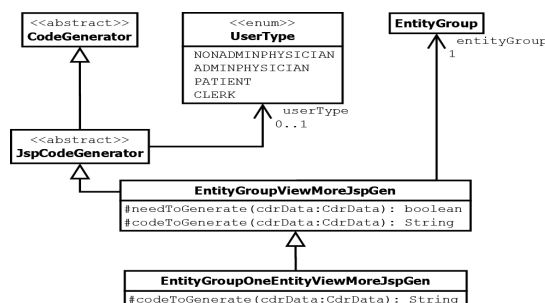 <<abstract>>
CodeGenerator
<<enum>>
UserType
NONADMINPHYSICIAN
ADMINPHYSICIAN
PATIENT
CLERK
EntityGroup
entityGroup
1
userType
0..1
<<abstract>>
JspCodeGenerator
EntityGroupViewMoreJspGen
#needToGenerate(cdrData:CdrData): boolean
#codeToGenerate(cdrData:CdrData): String
EntityGroupOneEntityViewMoreJspGen
#codeToGenerate(cdrData:CdrData): String